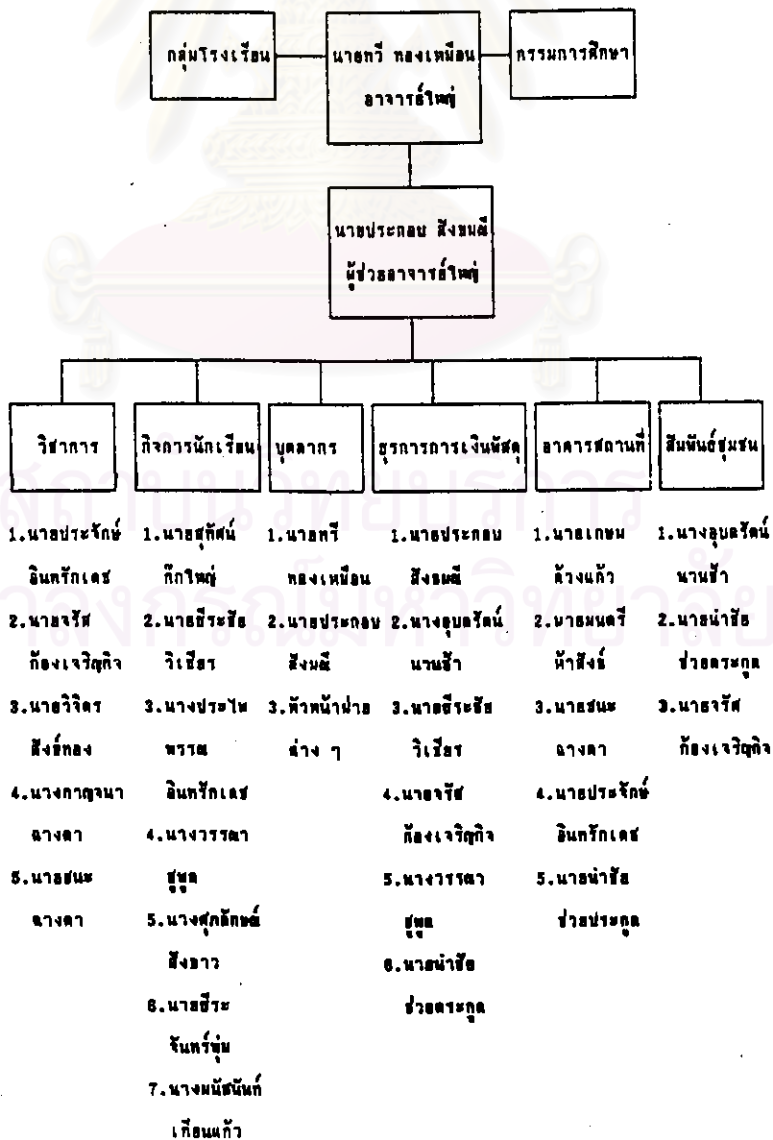 กลุ่มโรงเรียน
นายทวี ทองเหมือน
อาจารย์ใหญ่
กรรมการศึกษา
นายประกอบ สังขมณี
ผู้ช่วยอาจารย์ใหญ่
วิชาการ
กิจการนักเรียน
บุคลากร
ธุรการการเงินพัสดุ
อาคารสถานที่
สัมพันธ์ชุมชน
1.นายประจักษ์
อินทรักเดช
2.นายจรัส
ก้องเจริญกิจ
3.นายวิจิตร
สังข์ทอง
4.นางกาญจนา
ฉางตา
5.นายชนะ
ฉางตา
1.นายสุทัศน์
กิ๊กใหญ่
2.นายธีระชัย
วิเชียร
3.นางประไพ
พรรณ
อินทรักเดช
4.นางวรรณา
ชูพูล
5.นางศุภลักษณ์
สังขาว
6.นายธีระ
จันทร์พุ่ม
7.นางมนัสนันท์
เทียนแก้ว
1.นายทวี
ทองเหมือน
2.นายประกอบ
สังมณี
3.หัวหน้าฝ่าย
ต่าง ๆ
1.นายประกอบ
สังขมณี
2.นางอุบลรัตน์
นานช้า
3.นายธีระชัย
วิเชียร
4.นายจรัส
ก้องเจริญกิจ
5.นางวรรณา
ชูพูล
6.นายนำชัย
ช่วยตระกูล
1.นายเกษม
ด้วงแก้ว
2.นายมนตรี
ห้าสังข์
3.นายชนะ
ฉางตา
4.นายประจักษ์
อินทรักเดช
5.นายนำชัย
ช่วยประกูล
1.นางอุบลรัตน์
นานช้า
2.นายนำชัย
ช่วยตระกูล
3.นายจรัส
ก้องเจริญกิจ
สถาบันวิทยบริการ